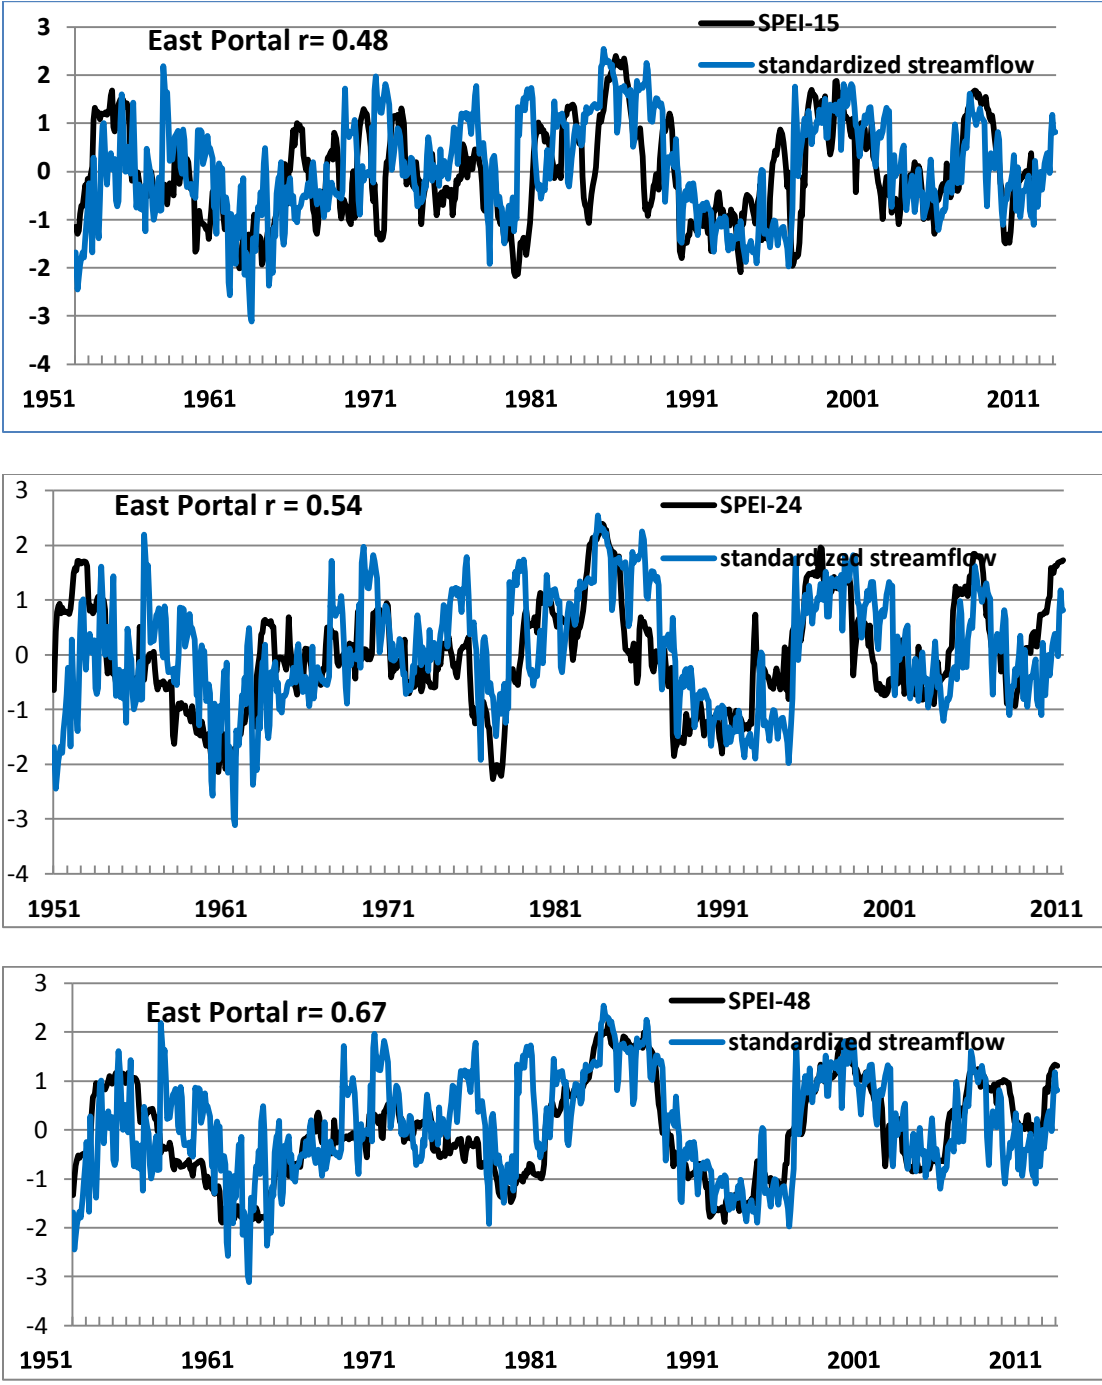 3
SPEI-15
East Portal r= 0.48
standardized streamflow
2
1
0
-1
-2
-3
-4
1951 1961 1971 1981 1991 2001 2011
3
East Portal r = 0.54
SPEI-24
2
standardized streamflow
1
0
-1
-2
-3
-4
1951 1961 1971 1981 1991 2001 2011
3
SPEI-48
East Portal r= 0.67
2
standardized streamflow
1
0
-1
-2
-3
-4
1951 1961 1971 1981 1991 2001 2011